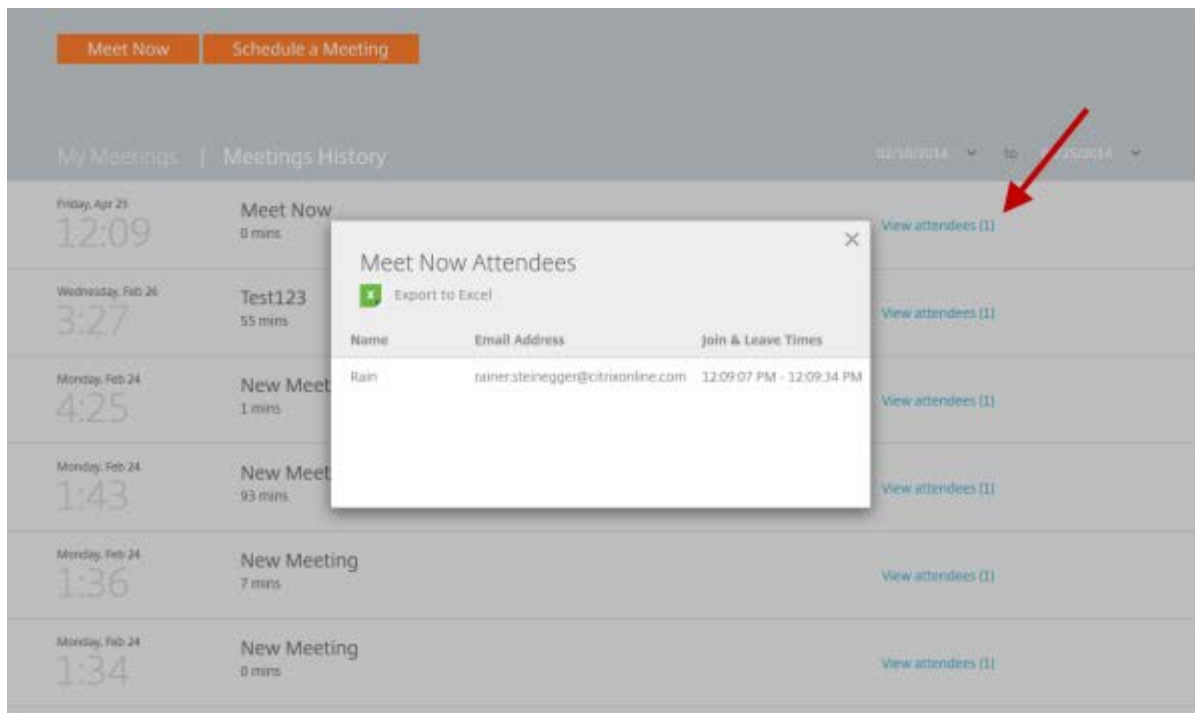 Meet Now Schedule a Meeting
My Meetings | Meetings History
to
Friday, Apr 25
12:09
Meet Now
0 mins
View attendees (1)
Meet Now Attendees
Export to Excel
Name Email Address Join & Leave Times
Rain rainer.steinegger@citrixonline.com 12:09:07 PM - 12:09:34 PM
Wednesday, Feb 26
3:27
Test123
55 mins
View attendees (1)
Monday, Feb 24
4:25
New Meet
1 mins
View attendees (1)
Monday, Feb 24
1:43
New Meet
93 mins
View attendees (1)
Monday, Feb 24
1:36
New Meeting
7 mins
View attendees (1)
Monday, Feb 24
1:34
New Meeting
0 mins
View attendees (1)